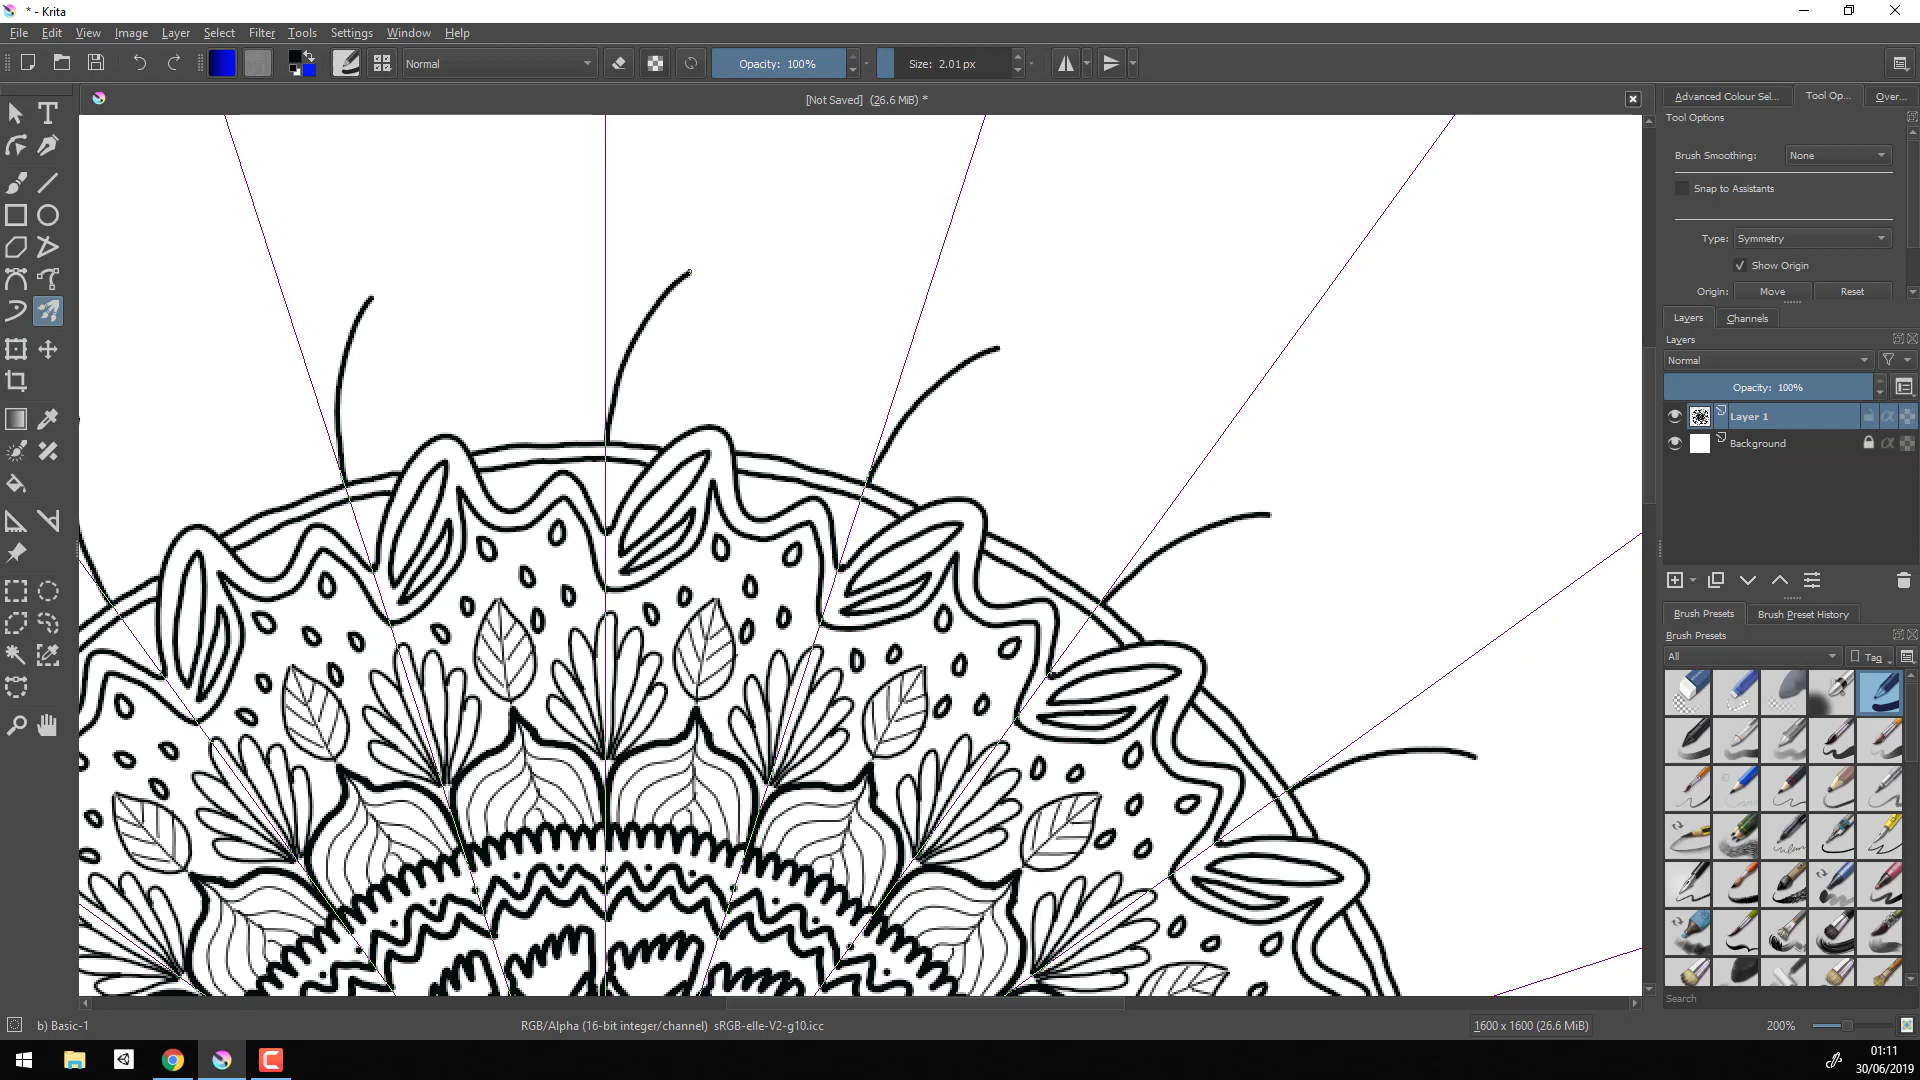 * - Krita
File Edit View Image Layer Select Filter Tools Settings Window Help
Normal Opacity: 100% Size: 2.01 px
[Not Saved] (26.6 MiB) *
Advanced Colour Sel... Tool Op... Over...
Tool Options
Brush Smoothing: None
Snap to Assistants
Type: Symmetry
Show Origin
Origin: Move Reset
Layers Channels
Layers
Normal
Opacity: 100%
Layer 1
Background
Brush Presets Brush Preset History
Brush Presets
All Tag
Search
b) Basic-1 RGB/Alpha (16-bit integer/channel) sRGB-elle-V2-g10.icc 1600 x 1600 (26.6 MiB) 200%
01:11
30/06/2019